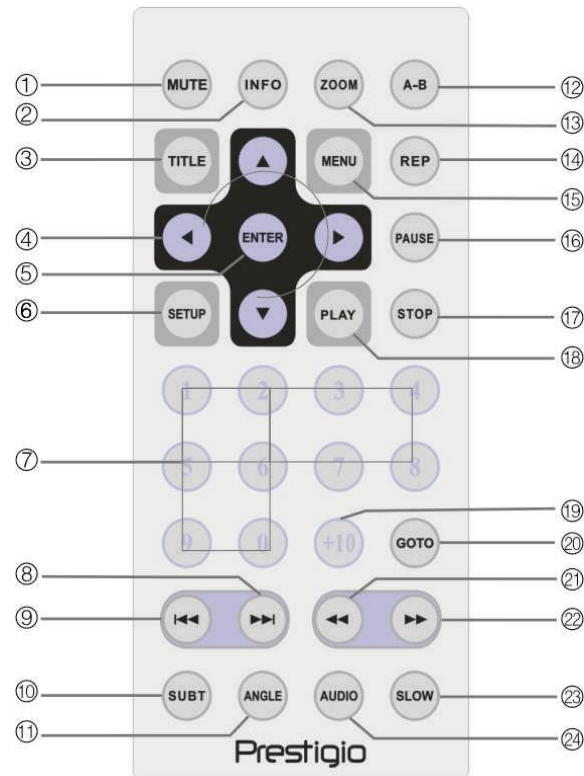 ① MUTE INFO ZOOM A-B ⑫
② ⑬
③ TITLE MENU REP ⑭
⑮
④ ENTER PAUSE ⑯
⑤
⑥ SETUP PLAY STOP ⑰
⑱
1 2 3 4
⑦ 5 6 7 8
⑲
9 0 +10 GOTO ⑳
⑧ ㉑
⑨ ㉒
⑩ SUBT ANGLE AUDIO SLOW ㉓
⑪ ㉔
Prestigio